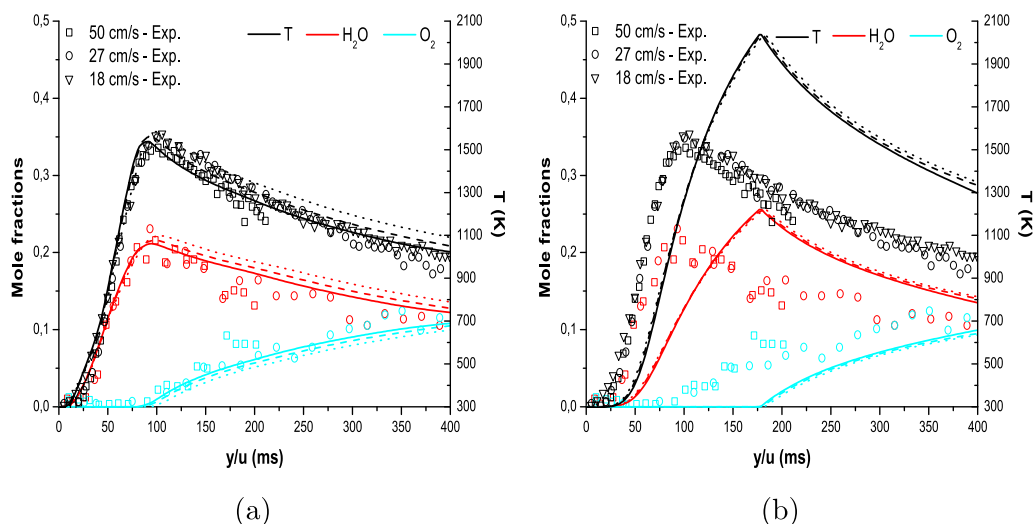 0,5
0,4
0,3
0,2
0,1
0,0
Mole fractions
50 cm/s - Exp.
27 cm/s - Exp.
18 cm/s - Exp.
T H₂O O₂
2100
1900
1700
1500
1300
1100
900
700
500
300
T (K)
0 50 100 150 200 250 300 350 400
y/u (ms)
(a)
0,5
0,4
0,3
0,2
0,1
0,0
Mole fractions
50 cm/s - Exp.
27 cm/s - Exp.
18 cm/s - Exp.
T H₂O O₂
2100
1900
1700
1500
1300
1100
900
700
500
300
T (K)
0 50 100 150 200 250 300 350 400
y/u (ms)
(b)